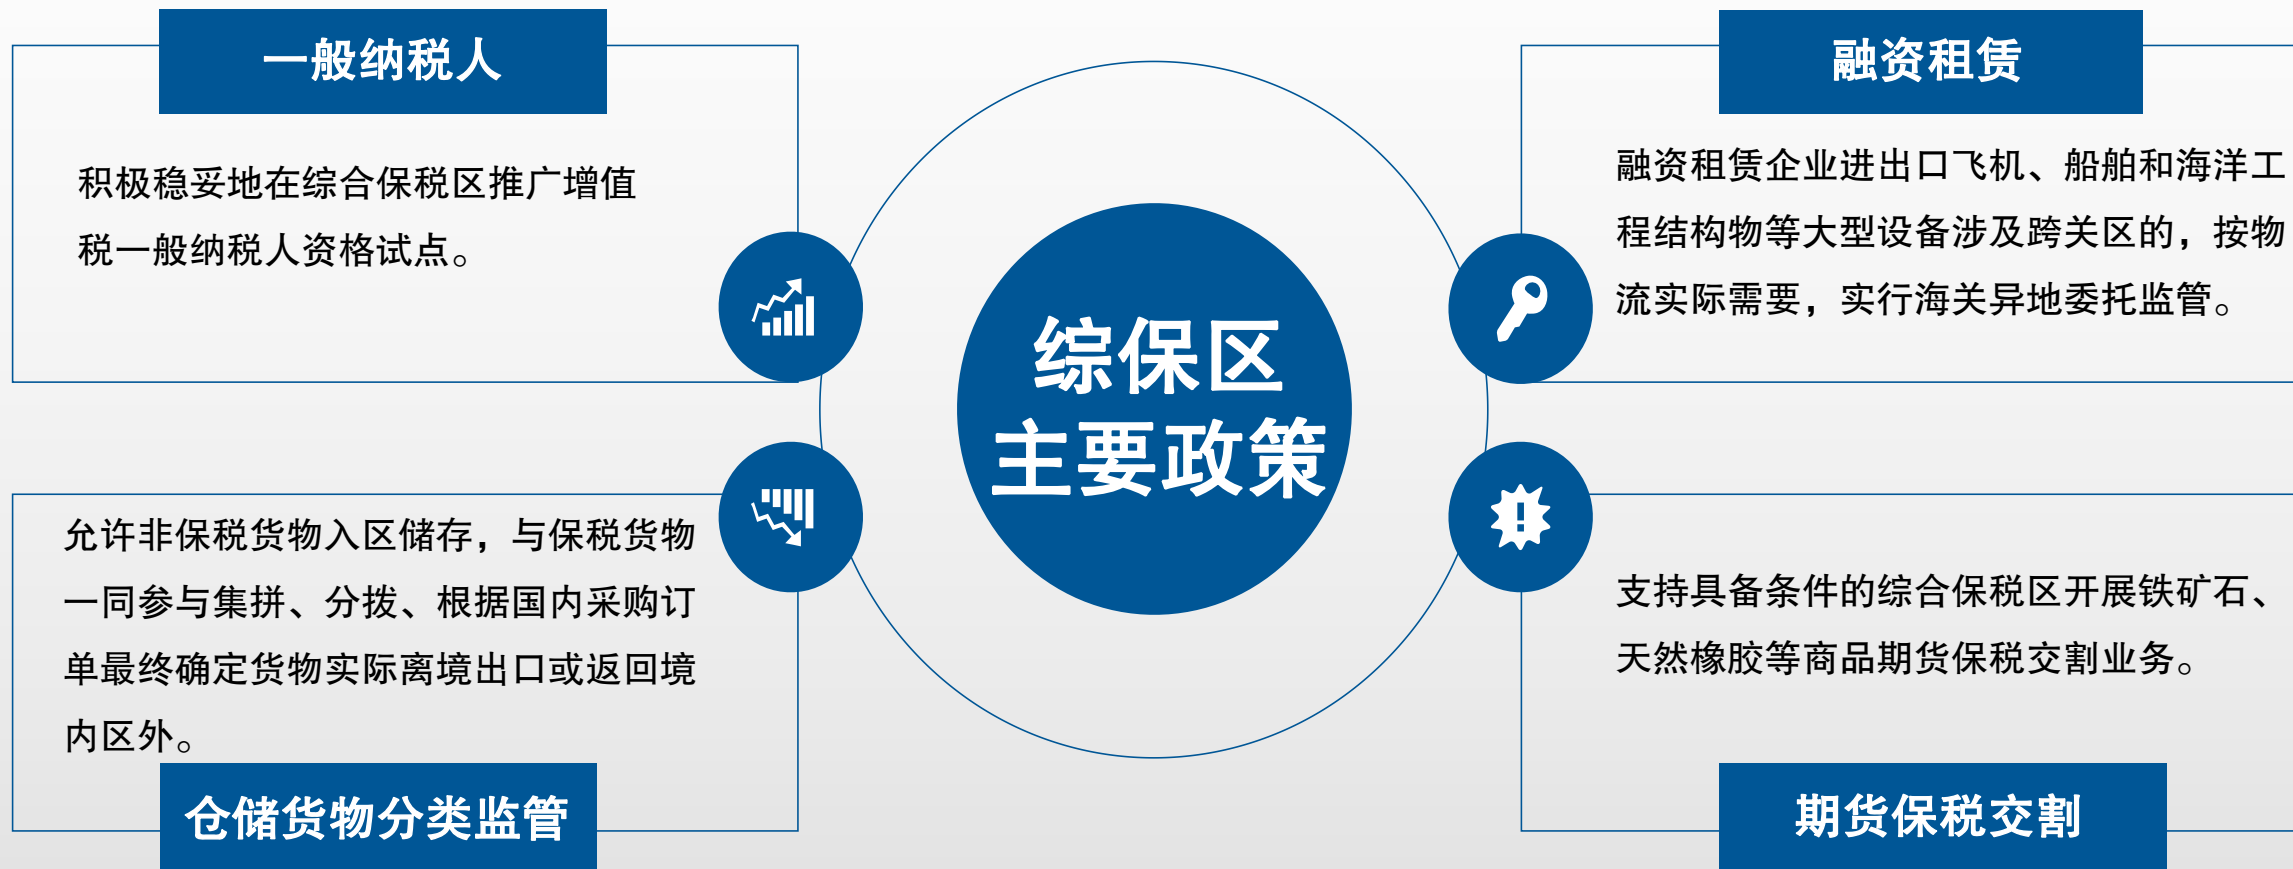 一般纳税人
积极稳妥地在综合保税区推广增值
税一般纳税人资格试点。
融资租赁
融资租赁企业进出口飞机、船舶和海洋工
程结构物等大型设备涉及跨关区的，按物
流实际需要，实行海关异地委托监管。
综保区
主要政策
允许非保税货物入区储存，与保税货物
一同参与集拼、分拨、根据国内采购订
单最终确定货物实际离境出口或返回境
内区外。
仓储货物分类监管
支持具备条件的综合保税区开展铁矿石、
天然橡胶等商品期货保税交割业务。
期货保税交割